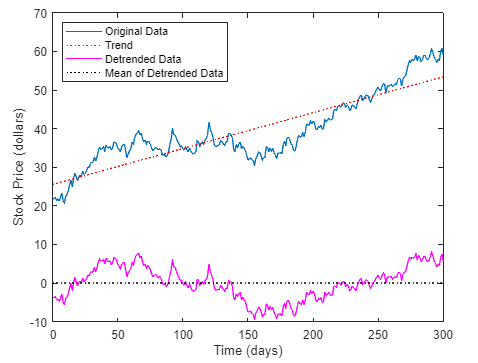 70
60
50
40
30
20
10
0
-10
Stock Price (dollars)
Original Data
Trend
Detrended Data
Mean of Detrended Data
0 50 100 150 200 250 300
Time (days)